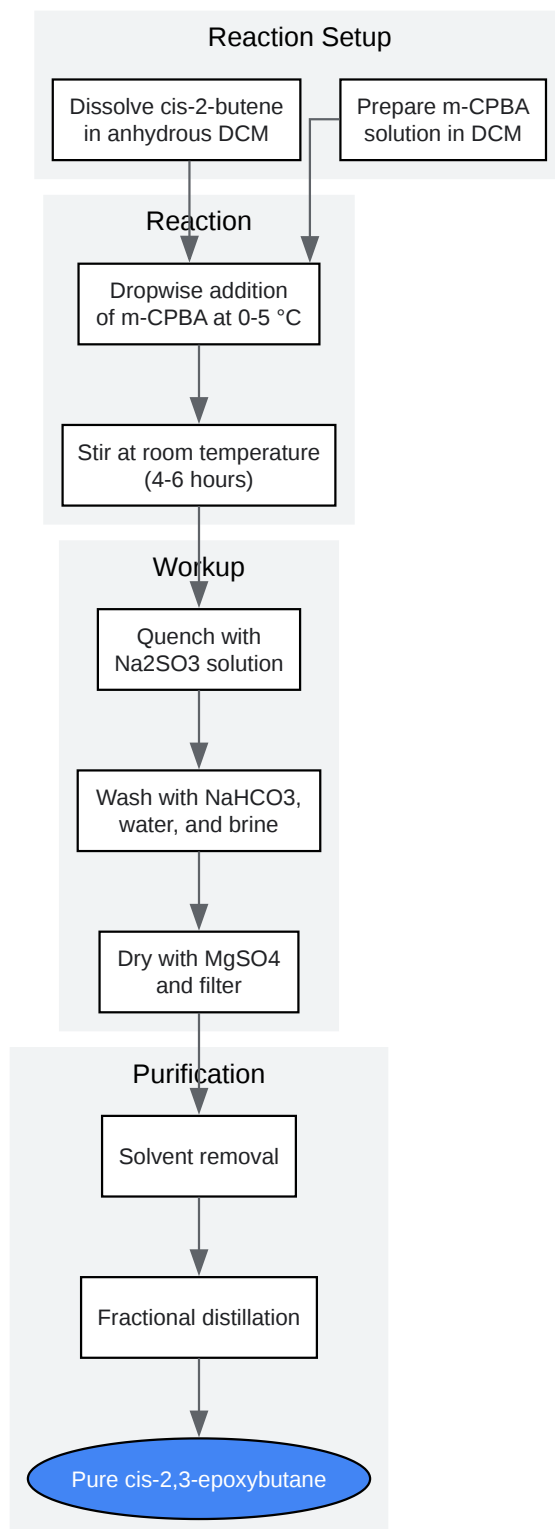 Reaction Setup
Dissolve cis-2-butene
in anhydrous DCM
Prepare m-CPBA
solution in DCM
Reaction
Dropwise addition
of m-CPBA at 0-5 °C
Stir at room temperature
(4-6 hours)
Workup
Quench with
Na2SO3 solution
Wash with NaHCO3,
water, and brine
Dry with MgSO4
and filter
Purification
Solvent removal
Fractional distillation
Pure cis-2,3-epoxybutane